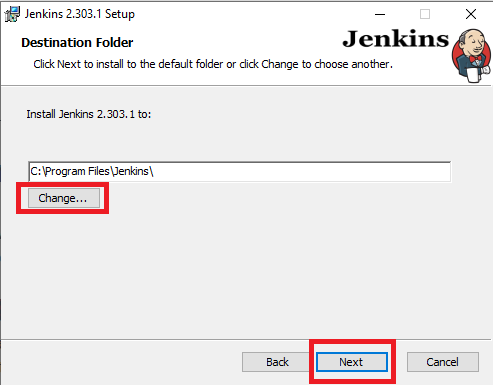 Jenkins 2.303.1 Setup
Destination Folder
Jenkins
Click Next to install to the default folder or click Change to choose another.
Install Jenkins 2.303.1 to:
C:\Program Files\Jenkins\
Change...
Back Next Cancel